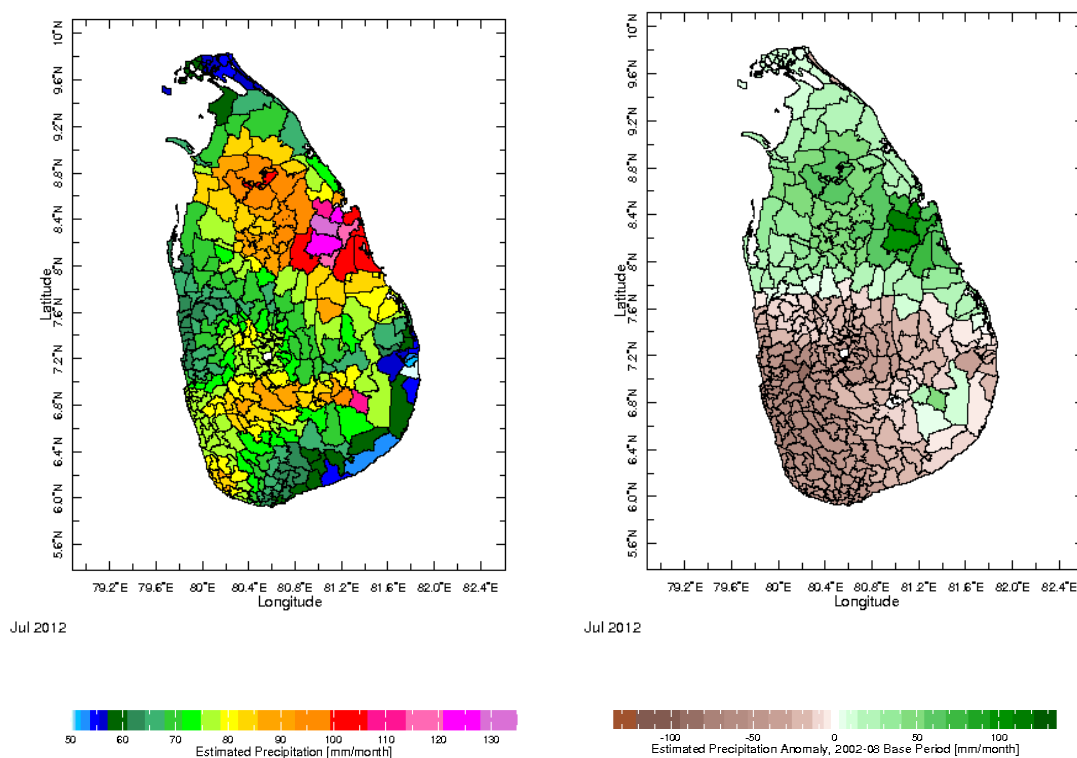 10°N
9.6°N
9.2°N
8.8°N
8.4°N
8°N
7.6°N
7.2°N
6.8°N
6.4°N
6.0°N
5.6°N
Latitude
79.2°E 79.6°E 80°E 80.4°E 80.8°E 81.2°E 81.6°E 82.0°E 82.4°E
Longitude
Jul 2012
50 60 70 80 90 100 110 120 130
Estimated Precipitation [mm/month]
10°N
9.6°N
9.2°N
8.8°N
8.4°N
8°N
7.6°N
7.2°N
6.8°N
6.4°N
6.0°N
5.6°N
Latitude
79.2°E 79.6°E 80°E 80.4°E 80.8°E 81.2°E 81.6°E 82.0°E 82.4°E
Longitude
Jul 2012
-100 -50 0 50 100
Estimated Precipitation Anomaly, 2002-08 Base Period [mm/month]